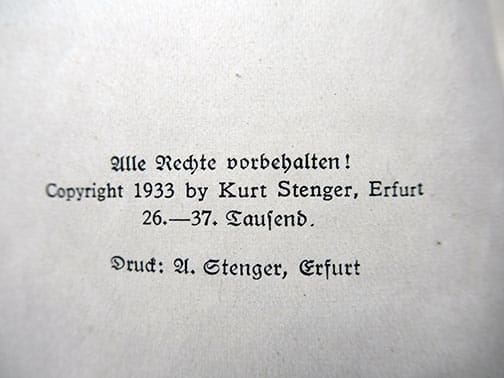 Alle Rechte vorbehalten!
Copyright 1933 by Kurt Stenger, Erfurt
26.—37. Tausend.
Druck: A. Stenger, Erfurt